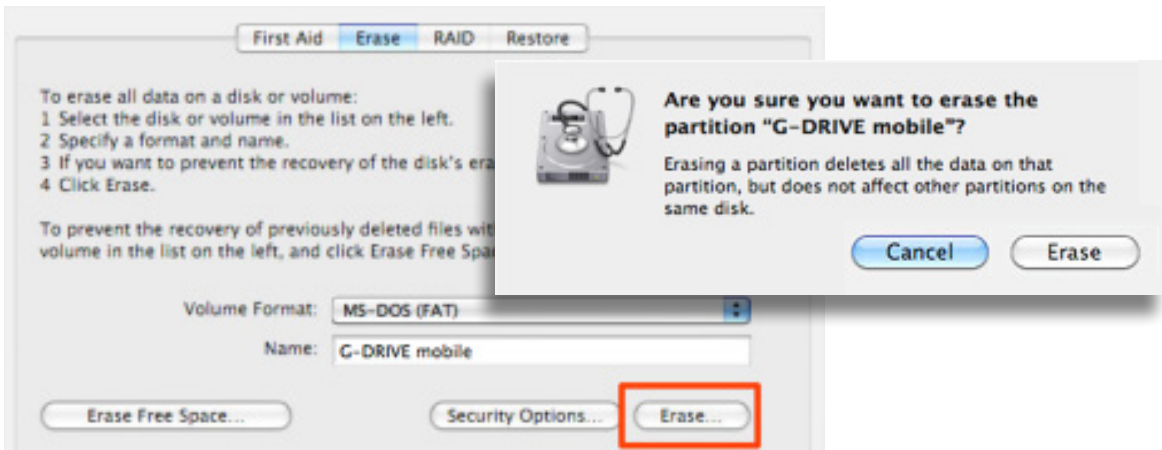 First Aid Erase RAID Restore
To erase all data on a disk or volume:
1 Select the disk or volume in the list on the left.
2 Specify a format and name.
3 If you want to prevent the recovery of the disk's era
4 Click Erase.
To prevent the recovery of previously deleted files wit
volume in the list on the left, and click Erase Free Spa
Volume Format: MS-DOS (FAT)
Name: G-DRIVE mobile
Erase Free Space... Security Options... Erase...
Are you sure you want to erase the
partition “G-DRIVE mobile”?
Erasing a partition deletes all the data on that
partition, but does not affect other partitions on the
same disk.
Cancel Erase